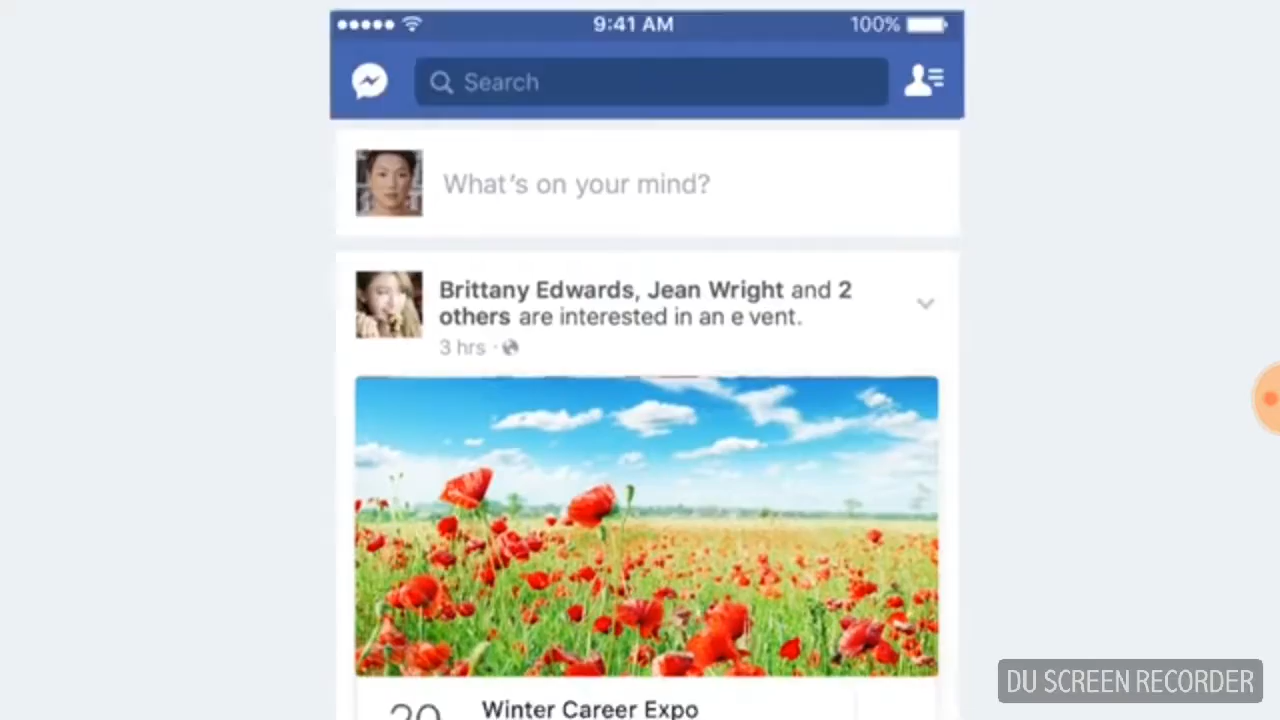 9:41 AM 100%
Search
What's on your mind?
Brittany Edwards, Jean Wright and 2
others are interested in an e vent.
3 hrs ·
20 Winter Career Expo
DU SCREEN RECORDER